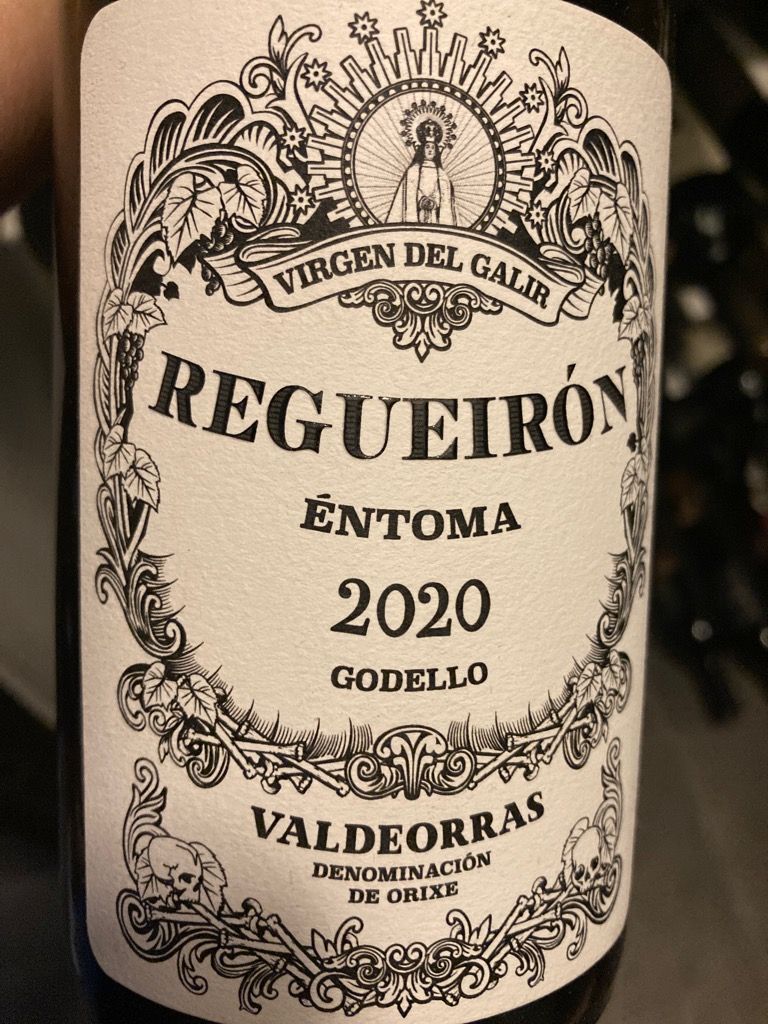 VIRGEN DEL GALIR
REGUEIRÓN
ÉNTOMA
2020
GODELLO
VALDEORRAS
DENOMINACIÓN
DE ORIXE